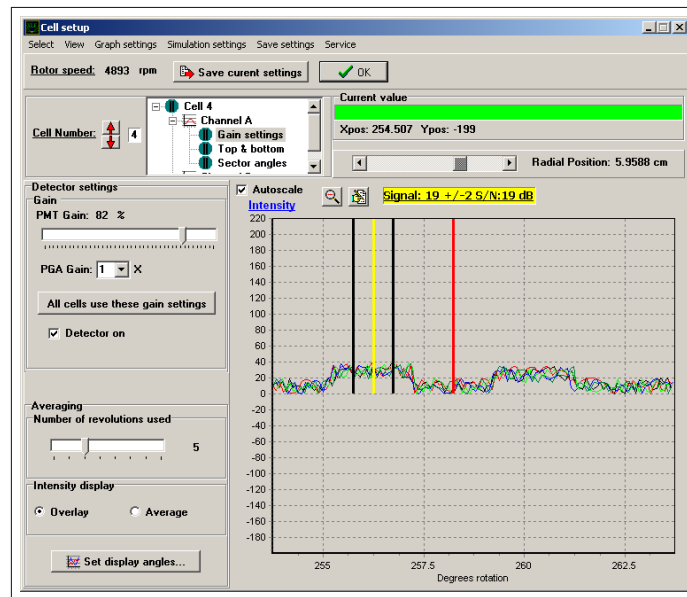 Cell setup
Select View Graph settings Simulation settings Save settings Service
Rotor speed: 4893 rpm
Save curent settings
OK
Cell Number: 4
Cell 4
Channel A
Gain settings
Top & bottom
Sector angles
Current value
Xpos: 254.507 Ypos: -199
Radial Position: 5.9588 cm
Detector settings
Gain
PMT Gain: 82 %
PGA Gain: 1 X
All cells use these gain settings
Detector on
Averaging
Number of revolutions used
5
Intensity display
Overlay Average
Set display angles...
Autoscale
Intensity
Signal: 19 +/-2 S/N:19 dB
220
200
180
160
140
120
100
80
60
40
20
0
-20
-40
-60
-80
-100
-120
-140
-160
-180
255 257.5 260 262.5
Degrees rotation